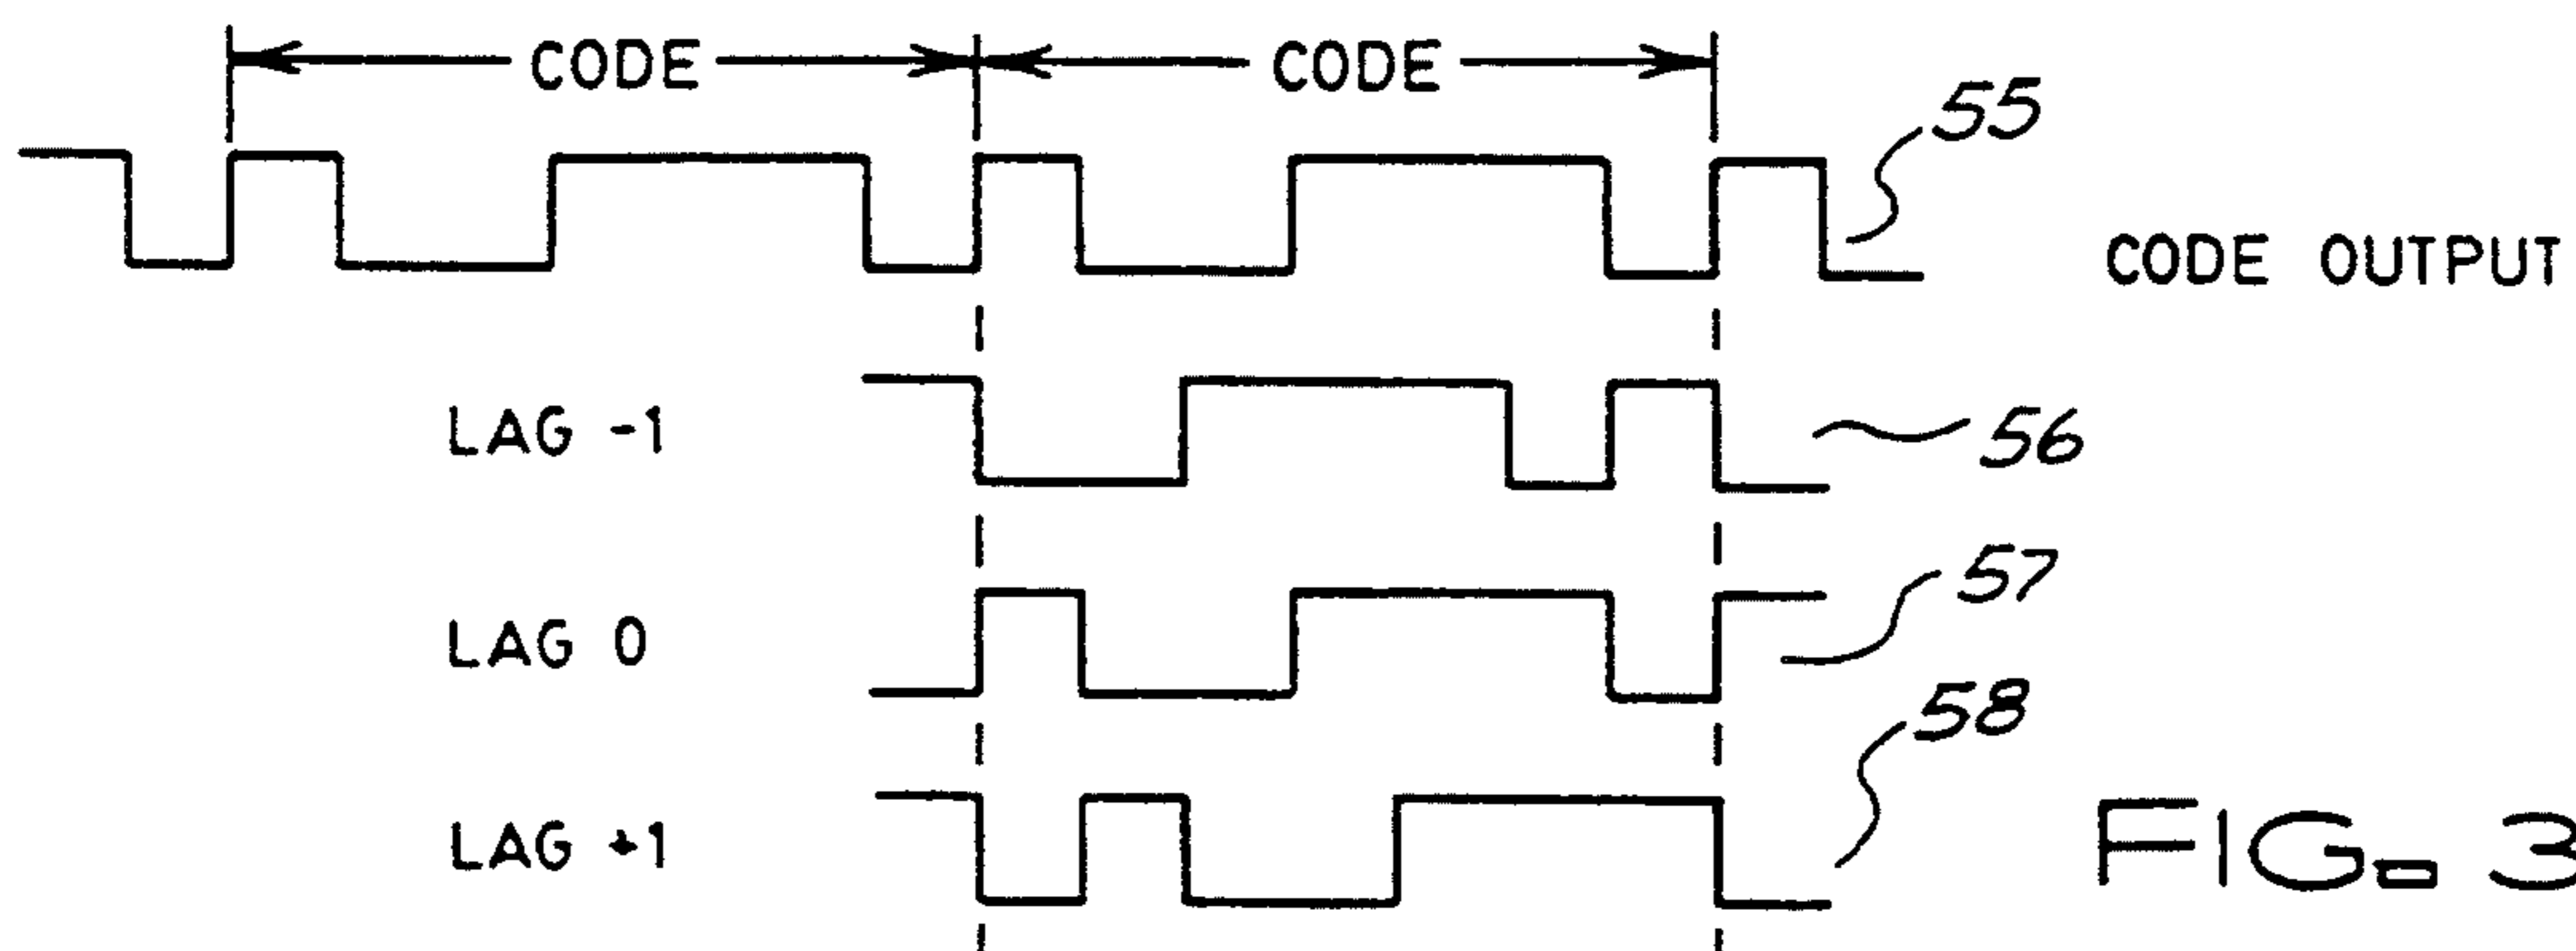 CODE CODE
55
CODE OUTPUT
LAG -1
56
LAG 0
57
58
LAG +1
FIG. 3